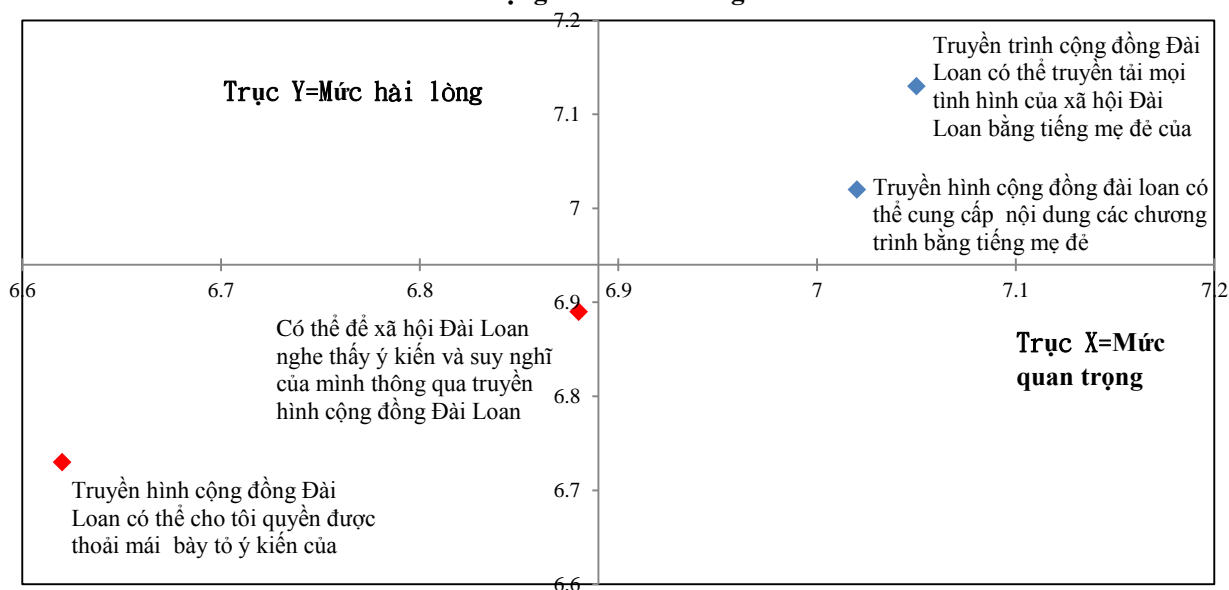 7.2
Truyền trình cộng đồng Đài
Loan có thể truyền tải mọi
tình hình của xã hội Đài
Loan bằng tiếng mẹ đẻ của
Trục Y=Mức hài lòng
7.1
Truyền hình cộng đồng đài loan có
thể cung cấp nội dung các chương
trình bằng tiếng mẹ đẻ
7
6.6 6.7 6.8 6.9 7 7.1 7.2
6.9
Có thể để xã hội Đài Loan
nghe thấy ý kiến và suy nghĩ
của mình thông qua truyền
hình cộng đồng Đài Loan
Trục X=Mức
quan trọng
6.8
Truyền hình cộng đồng Đài
Loan có thể cho tôi quyền được
thoải mái bày tỏ ý kiến của
6.7
6.6